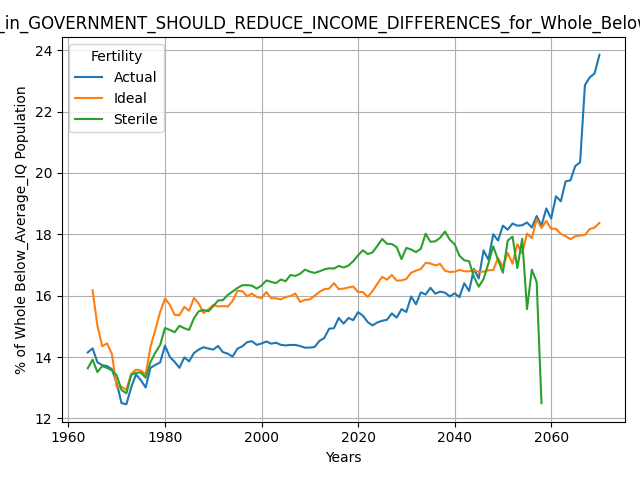 _in_GOVERNMENT_SHOULD_REDUCE_INCOME_DIFFERENCES_for_Whole_Below
Fertility
Actual
Ideal
Sterile
% of Whole Below_Average_IQ Population
24
22
20
18
16
14
12
1960
1980
2000
2020
2040
2060
Years